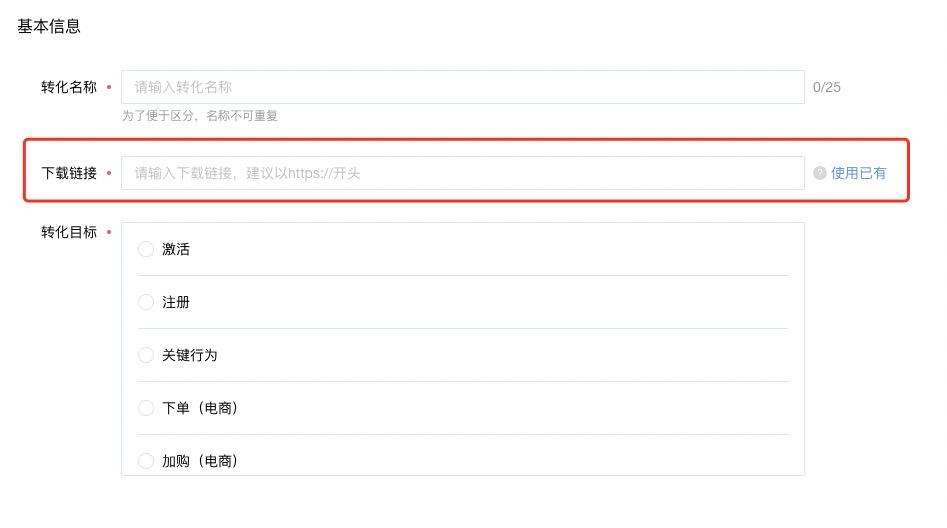 基本信息
转化名称 • 请输入转化名称 0/25
为了便于区分，名称不可重复
下载链接 • 请输入下载链接，建议以https://开头 ? 使用已有
转化目标 •
激活
注册
关键行为
下单（电商）
加购（电商）